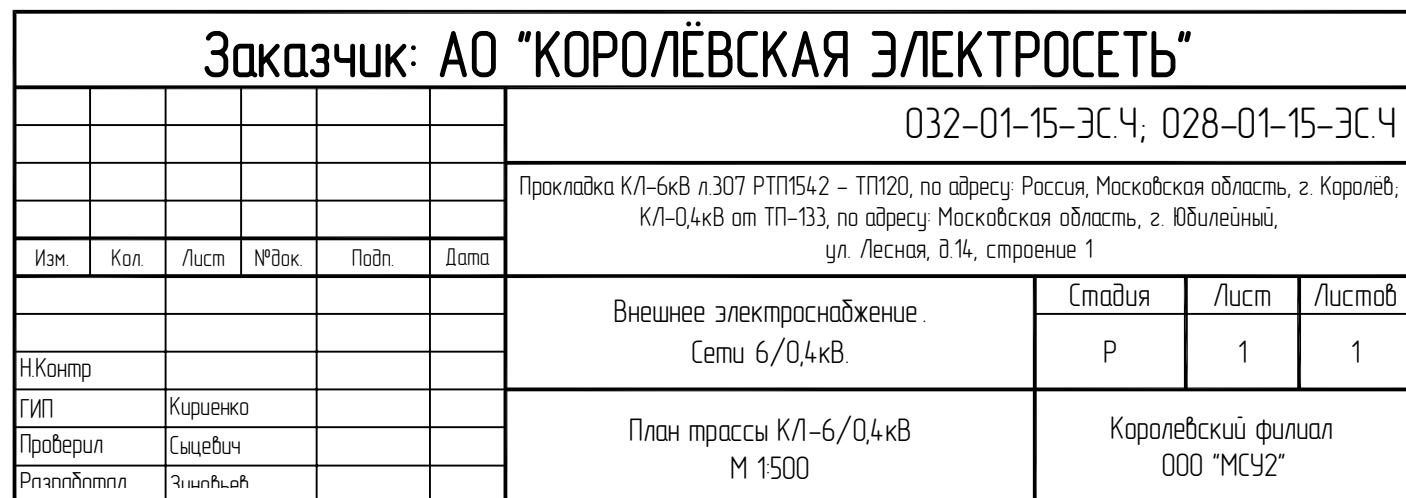 Заказчик: АО "КОРОЛЁВСКАЯ ЭЛЕКТРОСЕТЬ"
032-01-15-ЭС.Ч; 028-01-15-ЭС.Ч
Прокладка КЛ-6кВ л.307 РТП1542 - ТП120, по адресу: Россия, Московская область, г. Королёв;
КЛ-0,4кВ от ТП-133, по адресу: Московская область, г. Юбилейный,
ул. Лесная, д.14, строение 1
Изм. Кол. Лист №док. Подп. Дата
Внешнее электроснабжение.
Сети 6/0,4кВ.
Стадия Лист Листов
Р 1 1
Н.Контр
ГИП Кириенко
Проверил Сыцевич
Разработал Зиновьев
План трассы КЛ-6/0,4кВ
М 1:500
Королевский филиал
ООО "МСУ2"